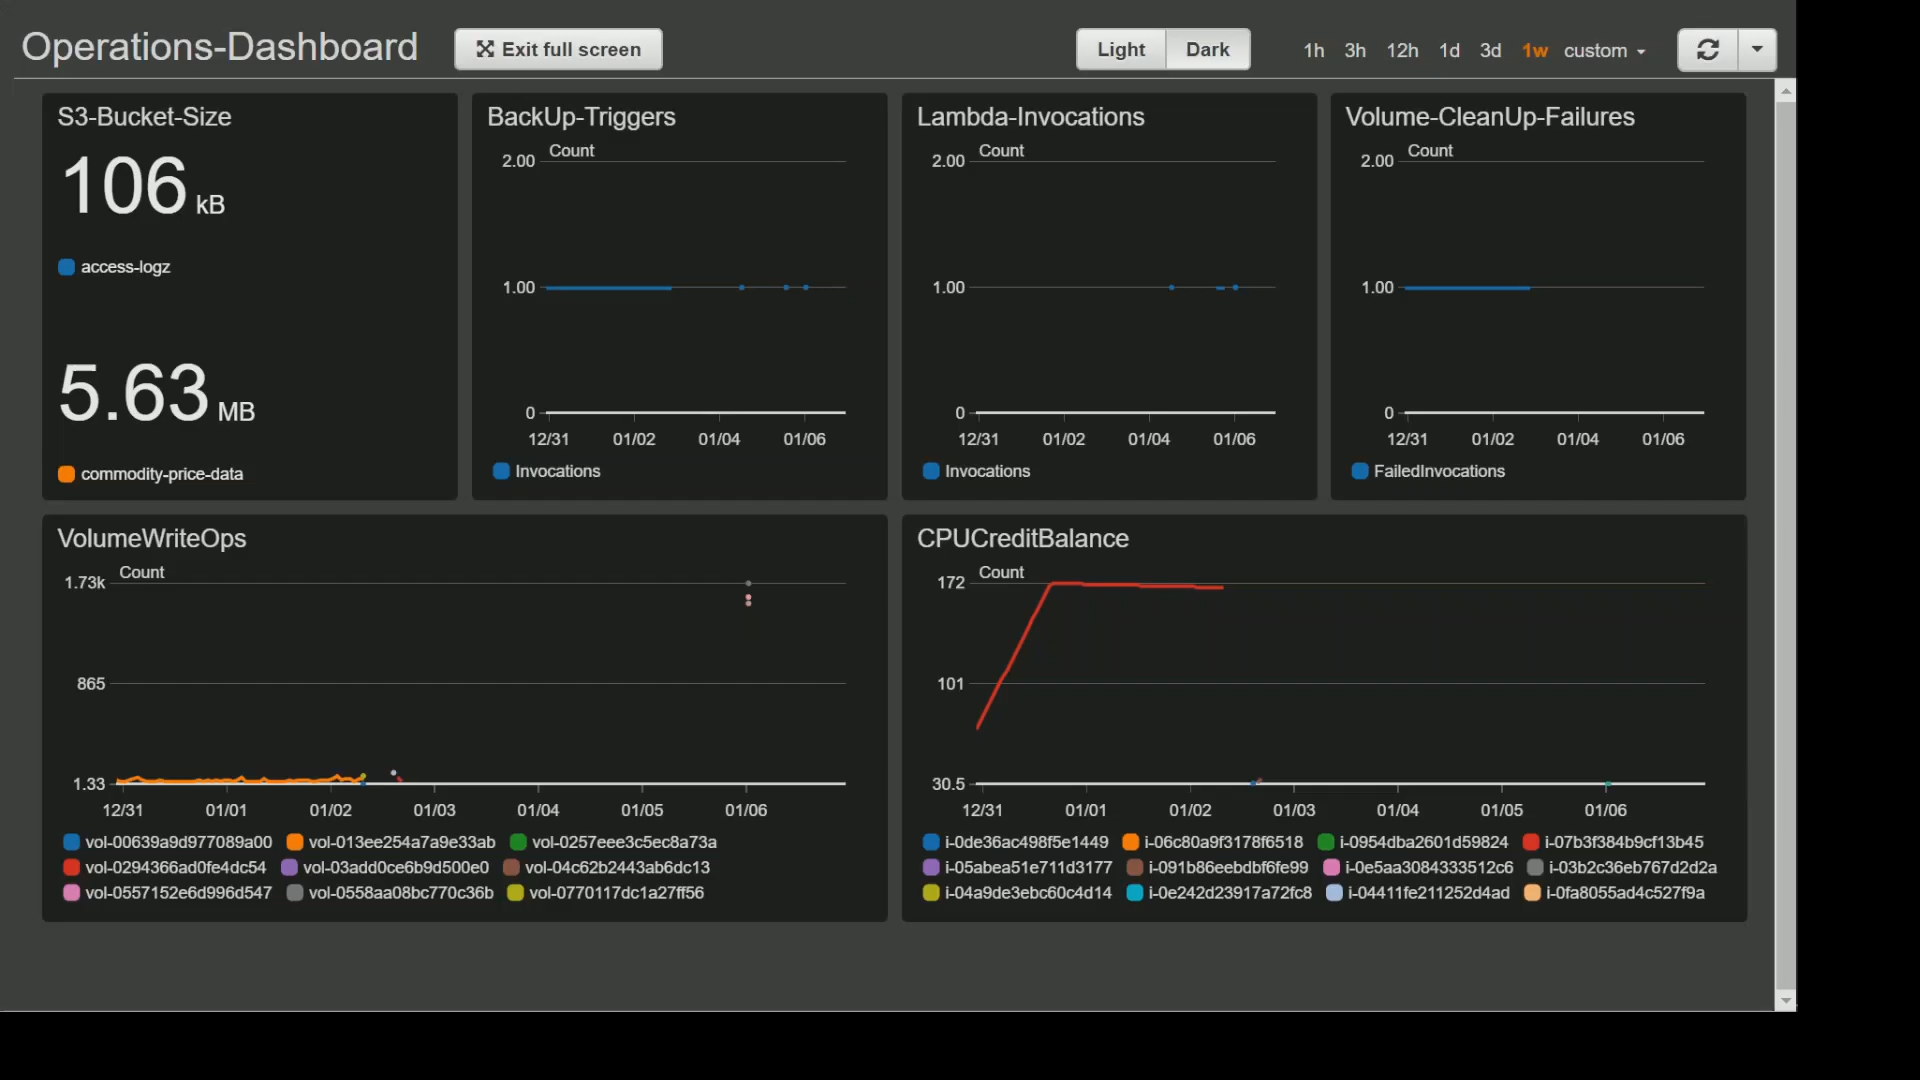 Operations-Dashboard
Exit full screen
Light Dark
1h 3h 12h 1d 3d 1w custom
S3-Bucket-Size
106 kB
access-logz
5.63 MB
commodity-price-data
BackUp-Triggers
Count
2.00
1.00
0
12/31 01/02 01/04 01/06
Invocations
Lambda-Invocations
Count
2.00
1.00
0
12/31 01/02 01/04 01/06
Invocations
Volume-CleanUp-Failures
Count
2.00
1.00
0
12/31 01/02 01/04 01/06
FailedInvocations
VolumeWriteOps
Count
1.73k
865
1.33
12/31 01/01 01/02 01/03 01/04 01/05 01/06
vol-00639a9d977089a00 vol-013ee254a7a9e33ab vol-0257eee3c5ec8a73a
vol-0294366ad0fe4dc54 vol-03add0ce6b9d500e0 vol-04c62b2443ab6dc13
vol-0557152e6d996d547 vol-0558aa08bc770c36b vol-0770117dc1a27ff56
CPUCreditBalance
Count
172
101
30.5
12/31 01/01 01/02 01/03 01/04 01/05 01/06
i-0de36ac498f5e1449 i-06c80a9f3178f6518 i-0954dba2601d59824 i-07b3f384b9cf13b45
i-05abea51e711d3177 i-091b86eebdbf6fe99 i-0e5aa3084333512c6 i-03b2c36eb767d2d2a
i-04a9de3ebc60c4d14 i-0e242d23917a72fc8 i-04411fe211252d4ad i-0fa8055ad4c527f9a